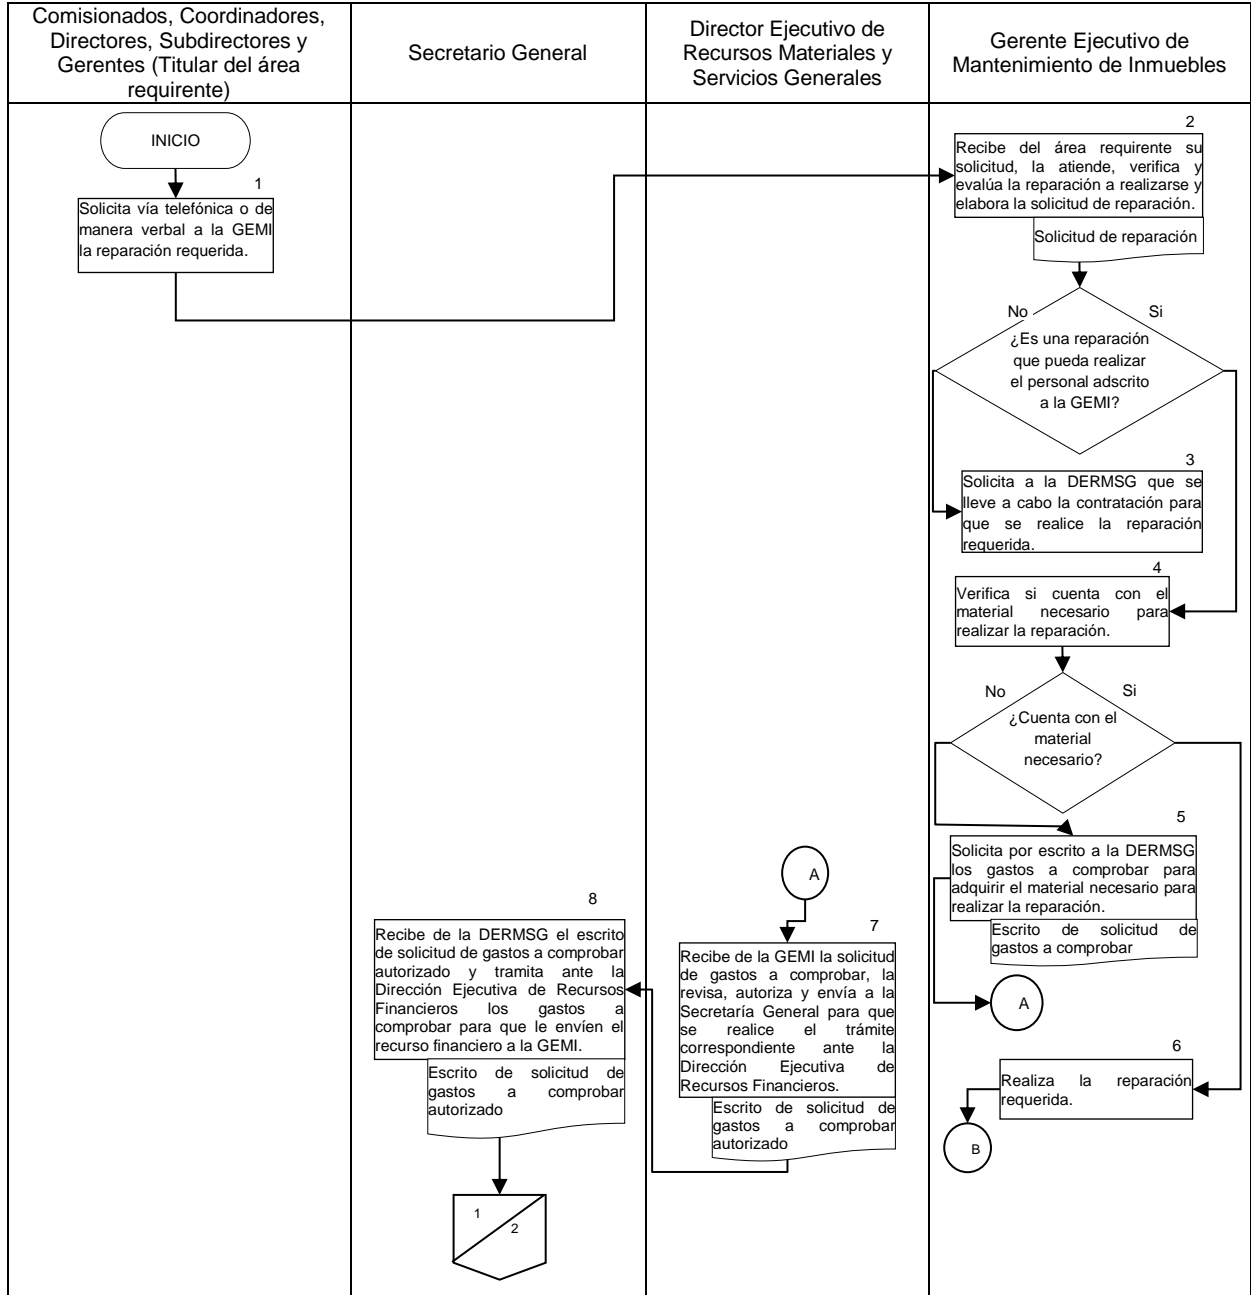 Comisionados, Coordinadores,
Directores, Subdirectores y
Gerentes (Titular del área
requirente)
Secretario General
Director Ejecutivo de
Recursos Materiales y
Servicios Generales
Gerente Ejecutivo de
Mantenimiento de Inmuebles
INICIO
1
Solicita vía telefónica o de
manera verbal a la GEMI
la reparación requerida.
2
Recibe del área requirente su
solicitud, la atiende, verifica y
evalúa la reparación a realizarse y
elabora la solicitud de reparación.
Solicitud de reparación
No
Si
¿Es una reparación
que pueda realizar
el personal adscrito
a la GEMI?
3
Solicita a la DERMSG que se
lleve a cabo la contratación para
que se realice la reparación
requerida.
4
Verifica si cuenta con el
material necesario para
realizar la reparación.
No
Si
¿Cuenta con el
material
necesario?
5
Solicita por escrito a la DERMSG
los gastos a comprobar para
adquirir el material necesario para
realizar la reparación.
Escrito de solicitud de
gastos a comprobar
A
6
Realiza la reparación
requerida.
B
A
7
Recibe de la GEMI la solicitud
de gastos a comprobar, la
revisa, autoriza y envía a la
Secretaría General para que
se realice el trámite
correspondiente ante la
Dirección Ejecutiva de
Recursos Financieros.
Escrito de solicitud de
gastos a comprobar
autorizado
8
Recibe de la DERMSG el escrito
de solicitud de gastos a comprobar
autorizado y tramita ante la
Dirección Ejecutiva de Recursos
Financieros los gastos a
comprobar para que le envíen el
recurso financiero a la GEMI.
Escrito de solicitud de
gastos a comprobar
autorizado
1
2